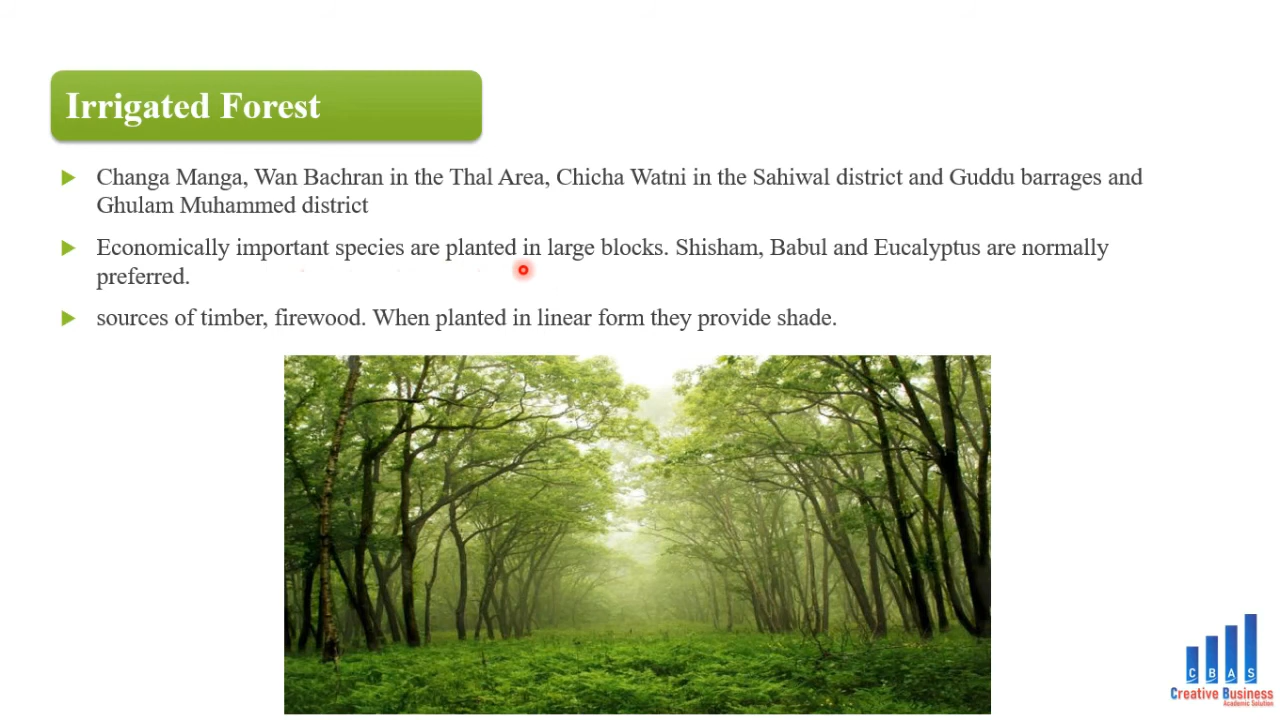 Irrigated Forest
Changa Manga, Wan Bachran in the Thal Area, Chicha Watni in the Sahiwal district and Guddu barrages and
Ghulam Muhammed district
Economically important species are planted in large blocks. Shisham, Babul and Eucalyptus are normally
preferred.
sources of timber, firewood. When planted in linear form they provide shade.
C B A S
Creative Business
Academic Solution